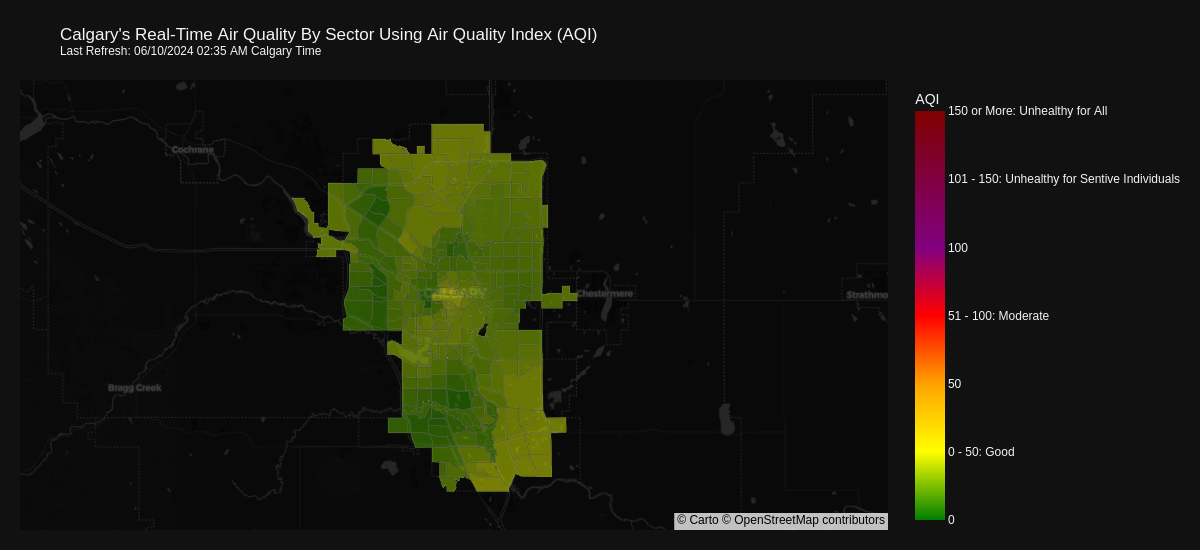 Calgary's Real-Time Air Quality By Sector Using Air Quality Index (AQI)
Last Refresh: 06/10/2024 02:35 AM Calgary Time
AQI
150 or More: Unhealthy for All
101 - 150: Unhealthy for Sentive Individuals
100
51 - 100: Moderate
50
0 - 50: Good
0
Cochrane
CALGARY
Chestermere
Strathmo
Bragg Creek
© Carto © OpenStreetMap contributors